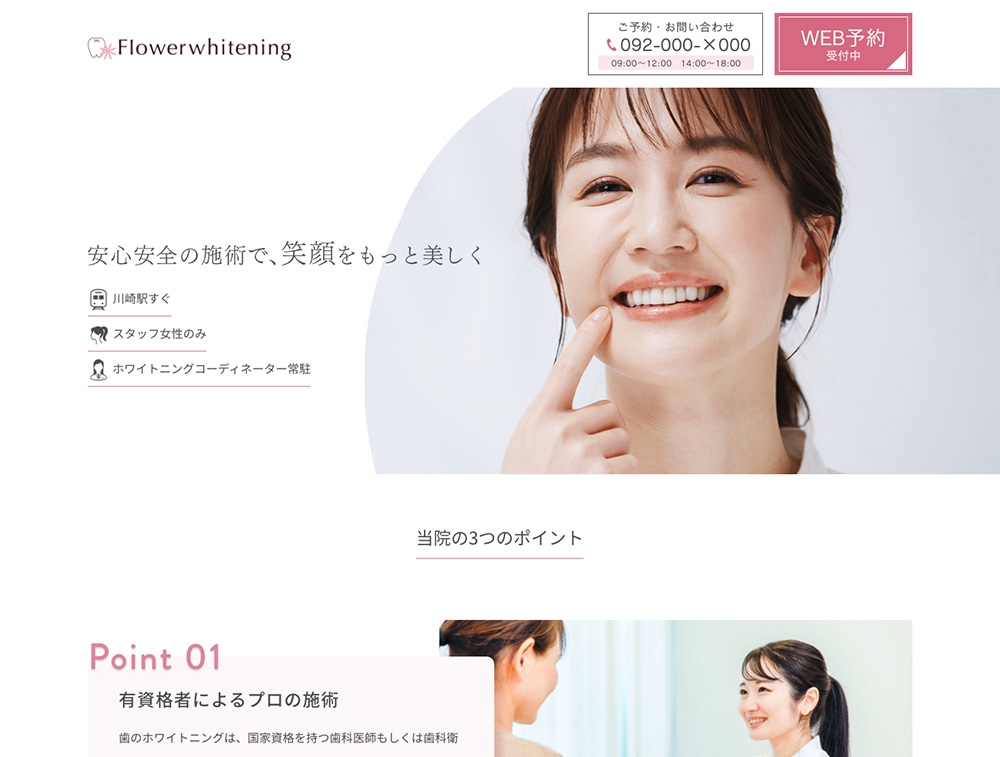 Flowerwhitening
ご予約・お問い合わせ
092-000-×000
09:00〜12:00　14:00〜18:00
WEB予約
受付中
安心安全の施術で、笑顔をもっと美しく
川崎駅すぐ
スタッフ女性のみ
ホワイトニングコーディネーター常駐
当院の3つのポイント
Point 01
有資格者によるプロの施術
歯のホワイトニングは、国家資格を持つ歯科医師もしくは歯科衛